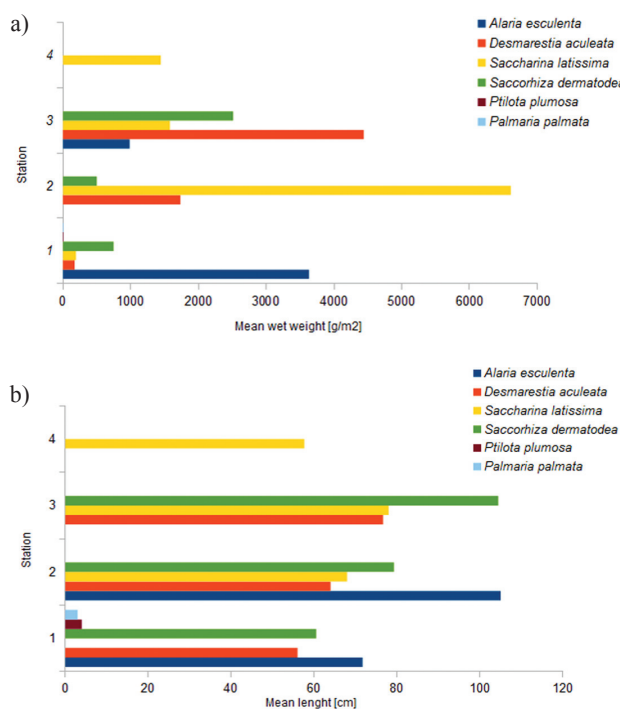 a)
Alaria esculenta
Desmarestia aculeata
Saccharina latissima
Saccorhiza dermatodea
Ptilota plumosa
Palmaria palmata
4
3
2
1
Station
0 1000 2000 3000 4000 5000 6000 7000
Mean wet weight [g/m2]
b)
Alaria esculenta
Desmarestia aculeata
Saccharina latissima
Saccorhiza dermatodea
Ptilota plumosa
Palmaria palmata
4
3
2
1
Station
0 20 40 60 80 100 120
Mean lenght [cm]